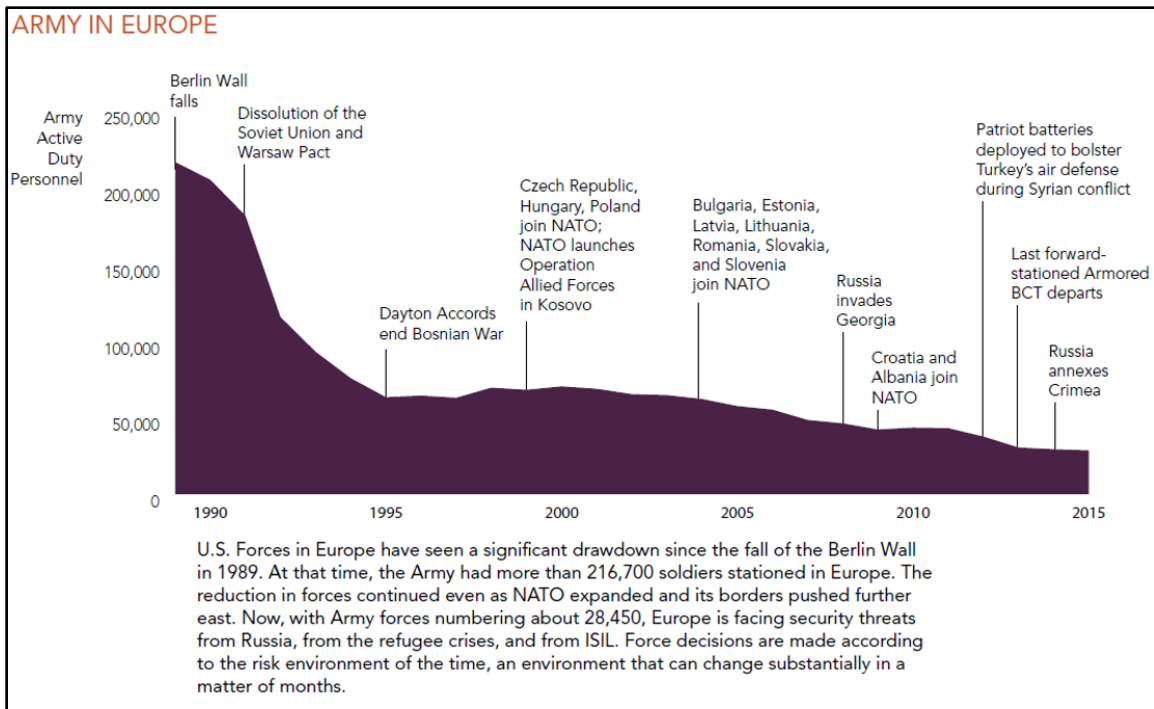 ARMY IN EUROPE
Army
Active
Duty
Personnel
250,000
200,000
150,000
100,000
50,000
0
Berlin Wall
falls
Dissolution of the
Soviet Union and
Warsaw Pact
Dayton Accords
end Bosnian War
Czech Republic,
Hungary, Poland
join NATO;
NATO launches
Operation
Allied Forces
in Kosovo
Bulgaria, Estonia,
Latvia, Lithuania,
Romania, Slovakia,
and Slovenia
join NATO
Russia
invades
Georgia
Croatia and
Albania join
NATO
Patriot batteries
deployed to bolster
Turkey's air defense
during Syrian conflict
Last forward-
stationed Armored
BCT departs
Russia
annexes
Crimea
1990
1995
2000
2005
2010
2015
U.S. Forces in Europe have seen a significant drawdown since the fall of the Berlin Wall
in 1989. At that time, the Army had more than 216,700 soldiers stationed in Europe. The
reduction in forces continued even as NATO expanded and its borders pushed further
east. Now, with Army forces numbering about 28,450, Europe is facing security threats
from Russia, from the refugee crises, and from ISIL. Force decisions are made according
to the risk environment of the time, an environment that can change substantially in a
matter of months.